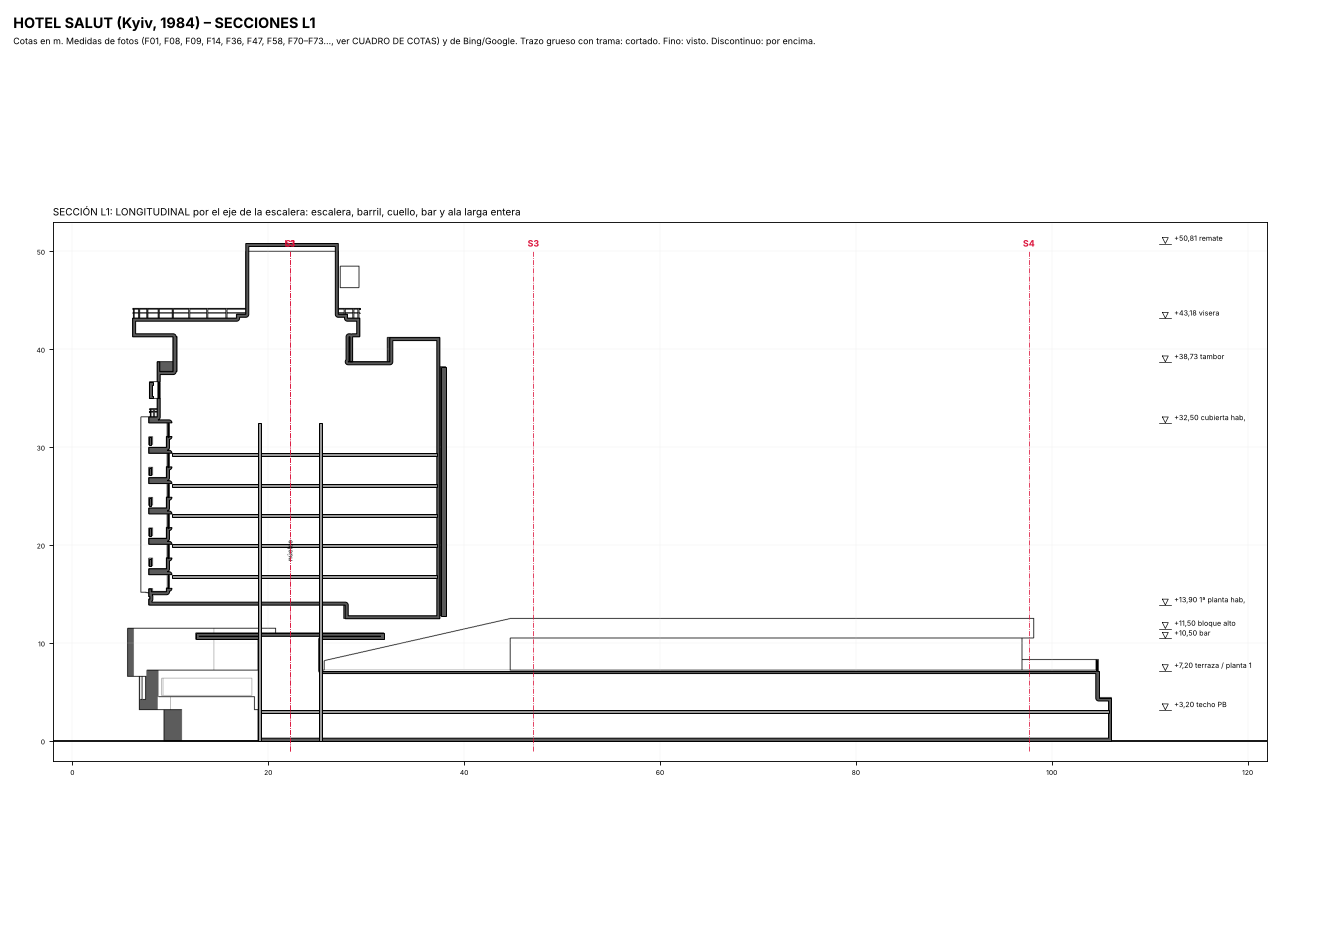 HOTEL SALUT (Kyiv, 1984) – SECCIONES L1
Cotas en m. Medidas de fotos (F01, F08, F09, F14, F36, F47, F58, F70–F73..., ver CUADRO DE COTAS) y de Bing/Google. Trazo grueso con trama: cortado. Fino: visto. Discontinuo: por encima.
SECCIÓN L1: LONGITUDINAL por el eje de la escalera: escalera, barril, cuello, bar y ala larga entera
S3
S4
+50,81 remate
+43,18 visera
+38,73 tambor
+32,50 cubierta hab,
+13,90 1ª planta hab,
+11,50 bloque alto
+10,50 bar
+7,20 terraza / planta 1
+3,20 techo PB
50
40
30
20
10
0
0 20 40 60 80 100 120